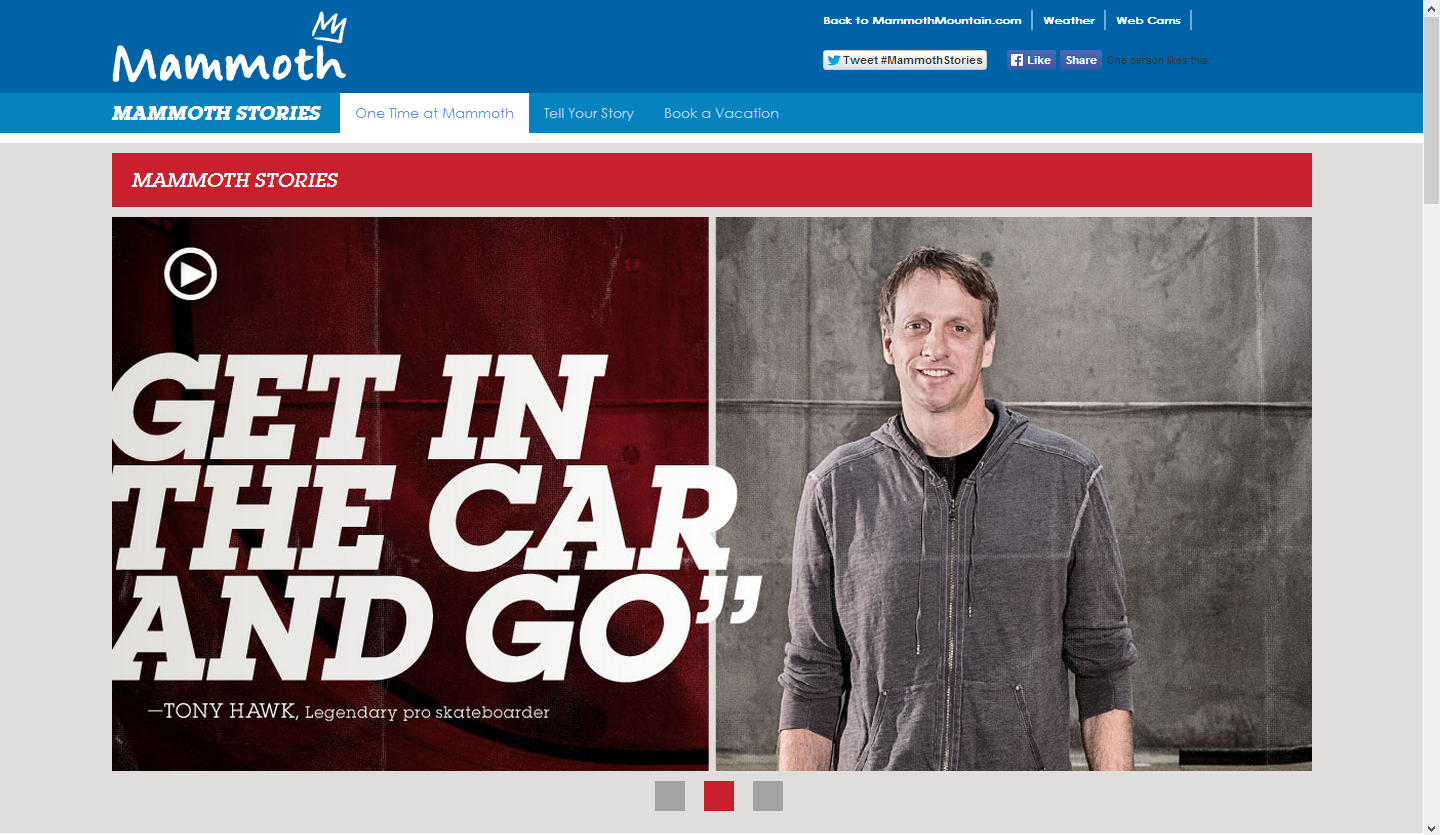 Mammoth
Back to MammothMountain.com
Weather
Web Cams
Tweet #MammothStories
Like
Share
One person likes this.
MAMMOTH STORIES
One Time at Mammoth
Tell Your Story
Book a Vacation
MAMMOTH STORIES
GET IN
THE CAR
AND GO”
—TONY HAWK, Legendary pro skateboarder